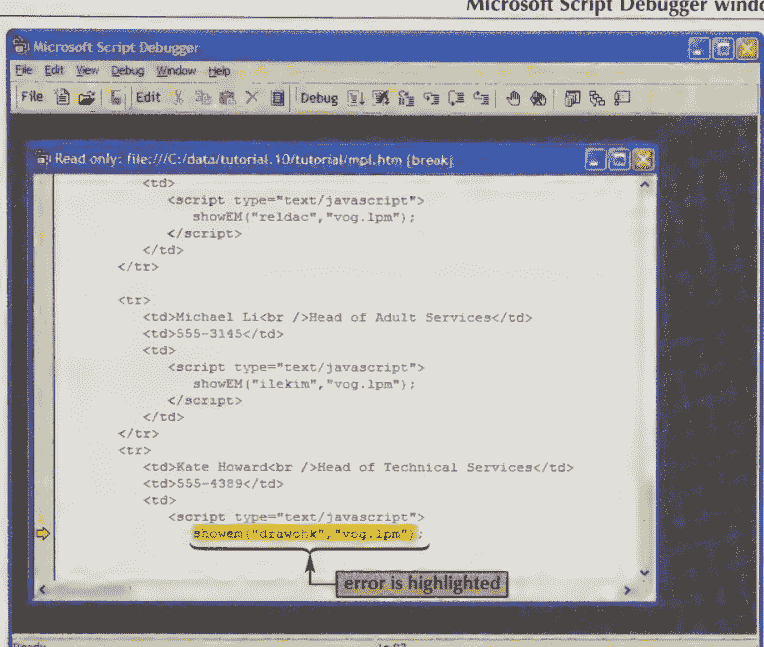 Microsoft Script Debugger windo
Microsoft Script Debugger
File Edit View Debug Window Help
File Edit Debug
Read only: file:///C:/data/tutorial.10/tutorial/mpl.htm [break]
<td>
<script type="text/javascript">
showEM("reldac","vog.lpm");
</script>
</td>
</tr>
<tr>
<td>Michael Li<br />Head of Adult Services</td>
<td>555-3145</td>
<td>
<script type="text/javascript">
showEM("ilekim","vog.lpm");
</script>
</td>
</tr>
<tr>
<td>Kate Howard<br />Head of Technical Services</td>
<td>555-4389</td>
<td>
<script type="text/javascript">
showem("drawohk","vog.lpm");
error is highlighted
Ready